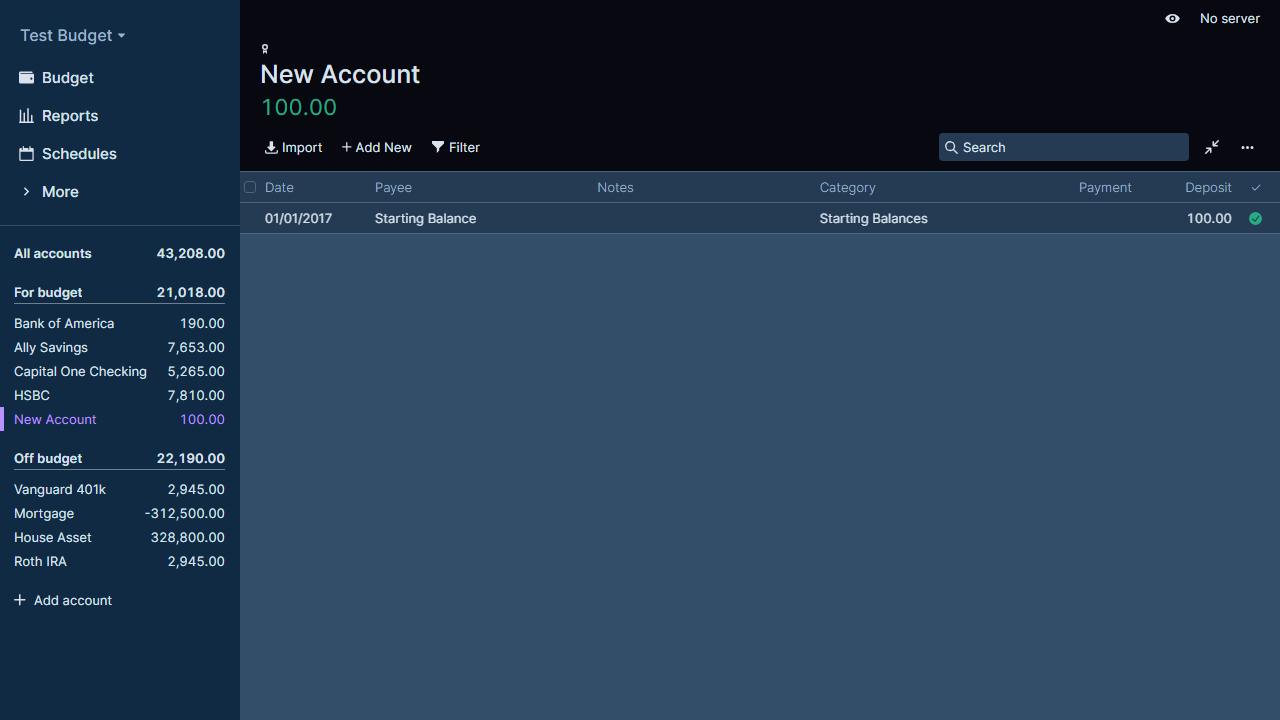 Test Budget
Budget
Reports
Schedules
More
All accounts 43,208.00
For budget 21,018.00
Bank of America 190.00
Ally Savings 7,653.00
Capital One Checking 5,265.00
HSBC 7,810.00
New Account 100.00
Off budget 22,190.00
Vanguard 401k 2,945.00
Mortgage -312,500.00
House Asset 328,800.00
Roth IRA 2,945.00
Add account
No server
New Account
100.00
Import Add New Filter Search
Date Payee Notes Category Payment Deposit
01/01/2017 Starting Balance Starting Balances 100.00